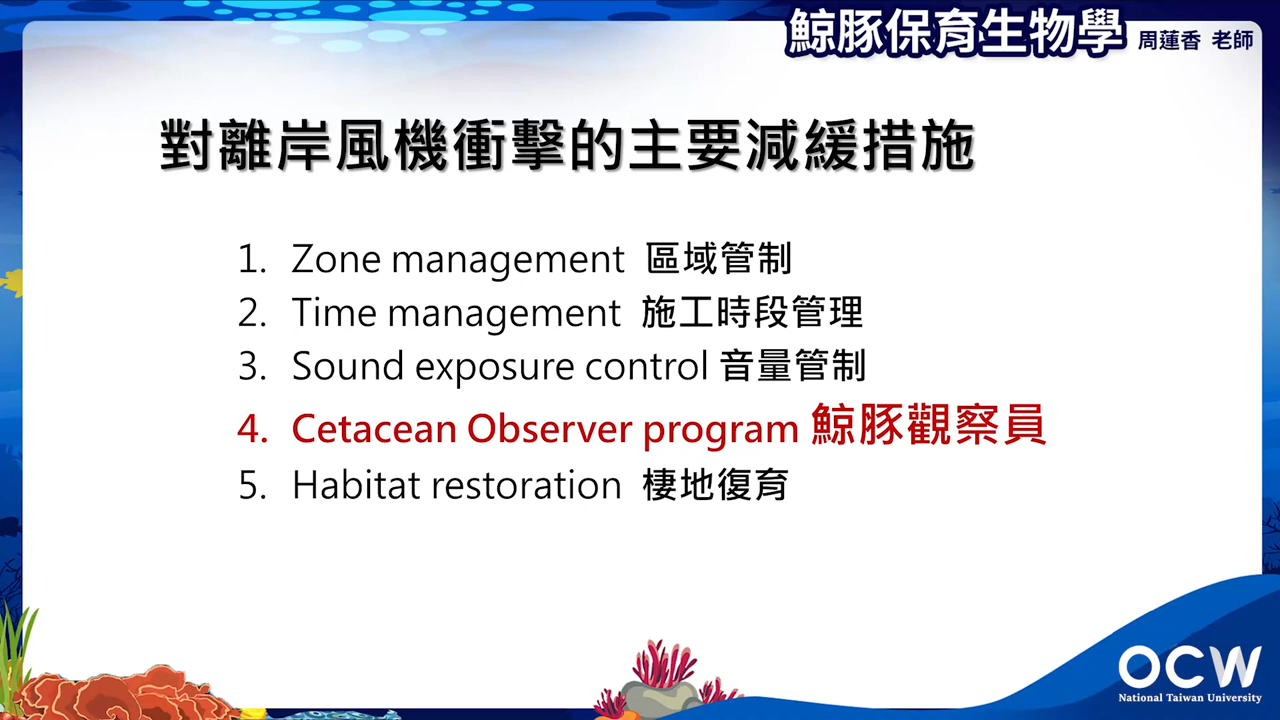 鯨豚保育生物學 周蓮香 老師
對離岸風機衝擊的主要減緩措施
1. Zone management 區域管制
2. Time management 施工時段管理
3. Sound exposure control 音量管制
4. Cetacean Observer program 鯨豚觀察員
5. Habitat restoration 棲地復育
OCW
National Taiwan University